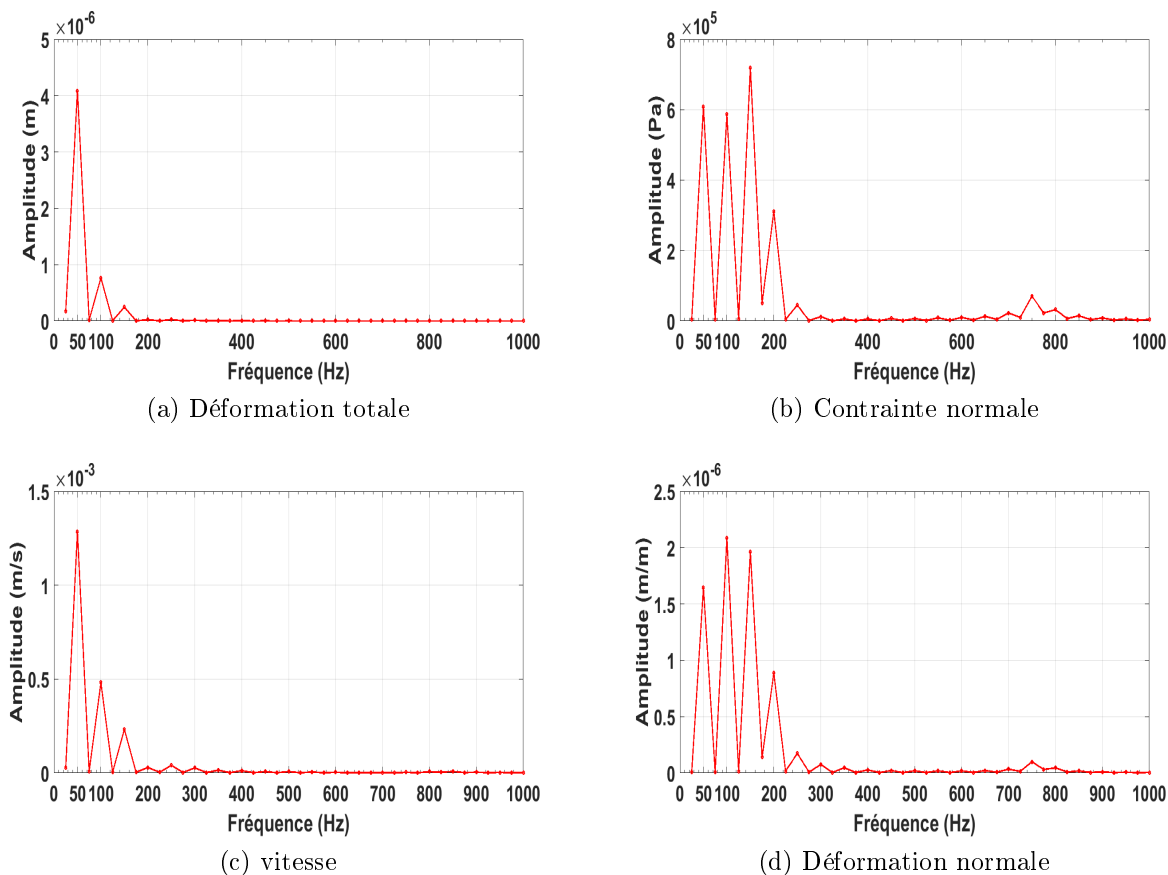 ×10-6
5
4
3
2
1
0
Amplitude (m)
0 50 100 200 400 600 800 1000
Fréquence (Hz)
(a) Déformation totale
×105
8
6
4
2
0
Amplitude (Pa)
0 50 100 200 400 600 800 1000
Fréquence (Hz)
(b) Contrainte normale
×10-3
1.5
1
0.5
0
Amplitude (m/s)
0 50 100 200 300 400 500 600 700 800 900 1000
Fréquence (Hz)
(c) vitesse
×10-6
2.5
2
1.5
1
0.5
0
Amplitude (m/m)
0 50 100 200 300 400 500 600 700 800 900 1000
Fréquence (Hz)
(d) Déformation normale